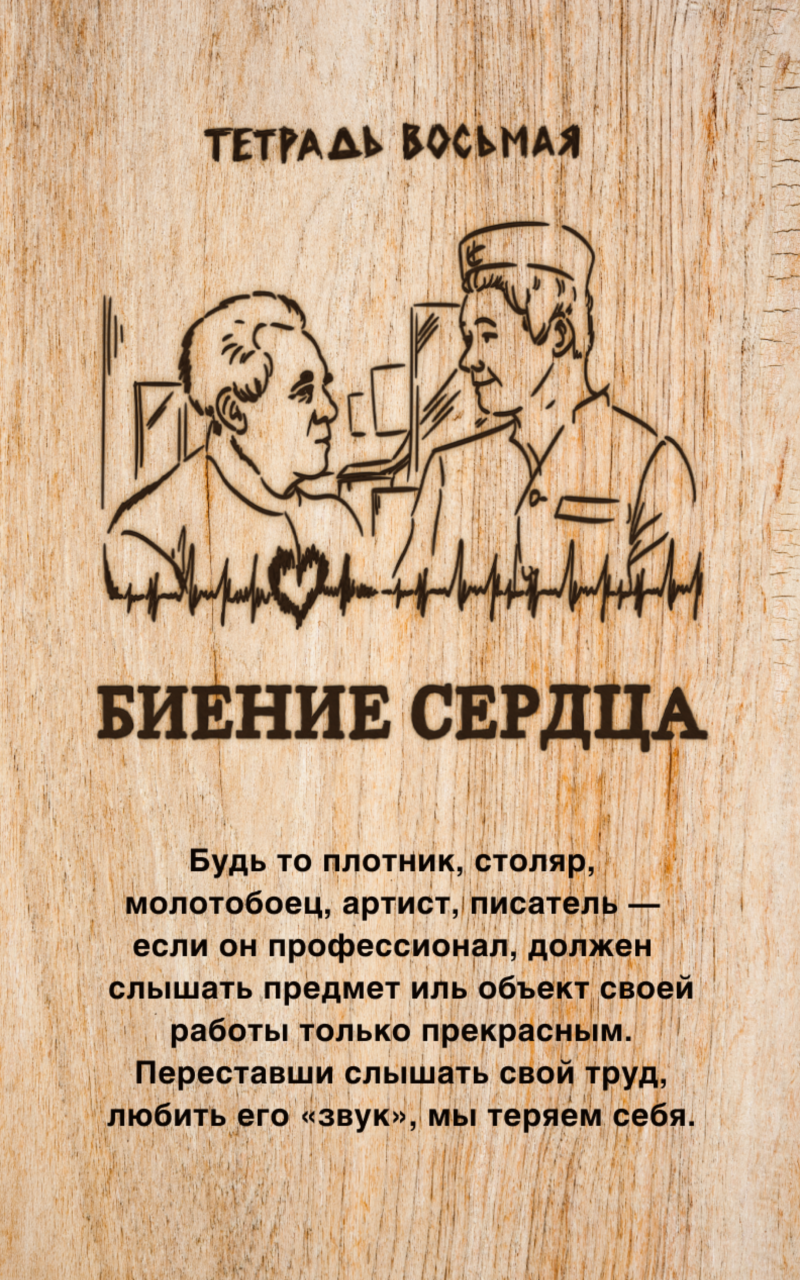 ТЕТРАДЬ ВОСЬМАЯ
БИЕНИЕ СЕРДЦА
Будь то плотник, столяр,
молотобоец, артист, писатель —
если он профессионал, должен
слышать предмет иль объект своей
работы только прекрасным.
Переставши слышать свой труд,
любить его «звук», мы теряем себя.